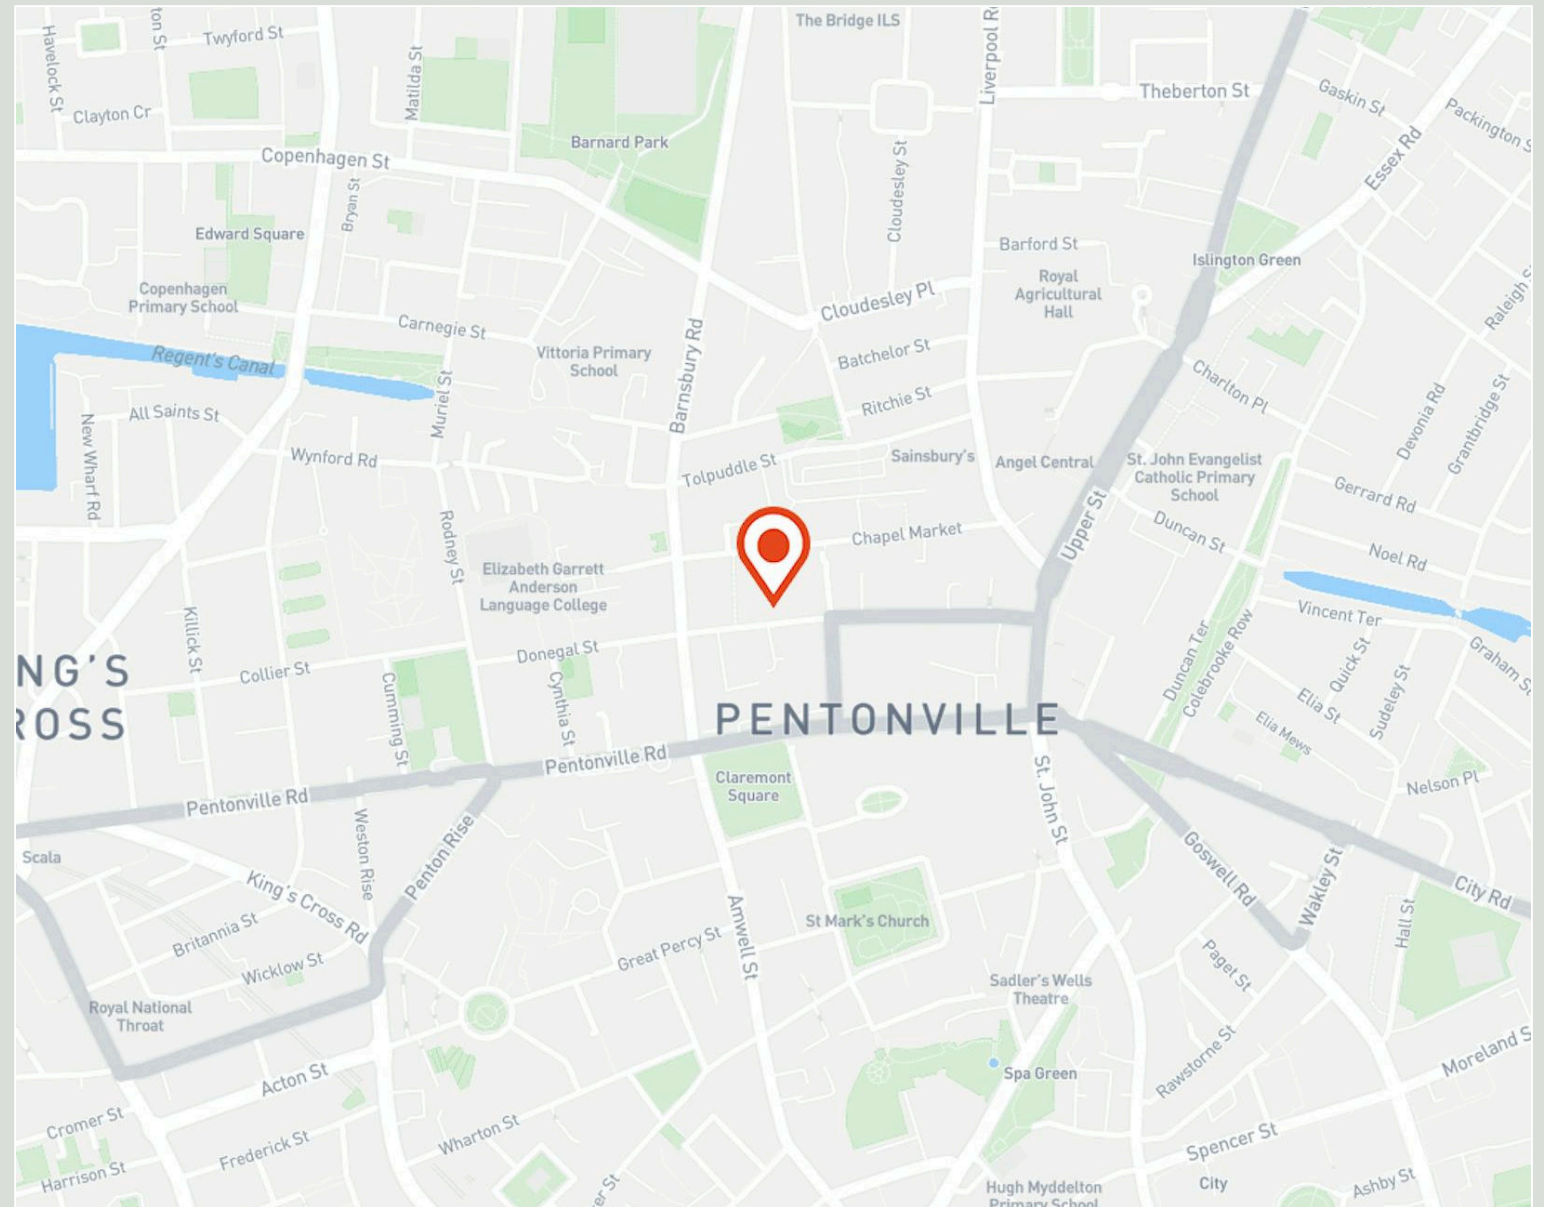 The Bridge ILS
Havelock St
ton St
Twyford St
Matilda St
Liverpool R
Clayton Cr
Theberton St
Gaskin St
Packington S
Barnard Park
Essex Rd
Copenhagen St
Bryan St
Cloudesley St
Edward Square
Barford St
Islington Green
Royal
Agricultural
Hall
Copenhagen
Primary School
Cloudesley Pl
Raleigh S
Carnegie St
Vittoria Primary
School
Batchelor St
Regent's Canal
Barnsbury Rd
Charlton Pl
Muriel St
Ritchie St
All Saints St
Devonia Rd
Grantbridge St
New Wharf Rd
Wynford Rd
Tolpuddle St
Sainsbury's
Angel Central
St. John Evangelist
Catholic Primary
School
Gerrard Rd
Upper St
Duncan St
Rodney St
Chapel Market
Noel Rd
Elizabeth Garrett
Anderson
Language College
Vincent Ter
Killick St
Collier St
Donegal St
Duncan Ter
Colebrooke Row
Quick St
Graham St
NG'S
ROSS
Cumming St
Cynthia St
Elia St
Sudeley St
PENTONVILLE
Elia Mews
Pentonville Rd
Claremont
Square
Nelson Pl
Pentonville Rd
St. John St
Weston Rise
Penton Rise
Scala
Goswell Rd
Wakley St
City Rd
King's Cross Rd
Hall St
Britannia St
Amwell St
St Mark's Church
Great Percy St
Wicklow St
Paget St
Sadler's Wells
Theatre
Royal National
Throat
Rawstorne St
Moreland S
Acton St
Spa Green
Cromer St
Wharton St
Frederick St
Spencer St
Harrison St
er St
Hugh Myddelton
Primary School
City
Ashby St